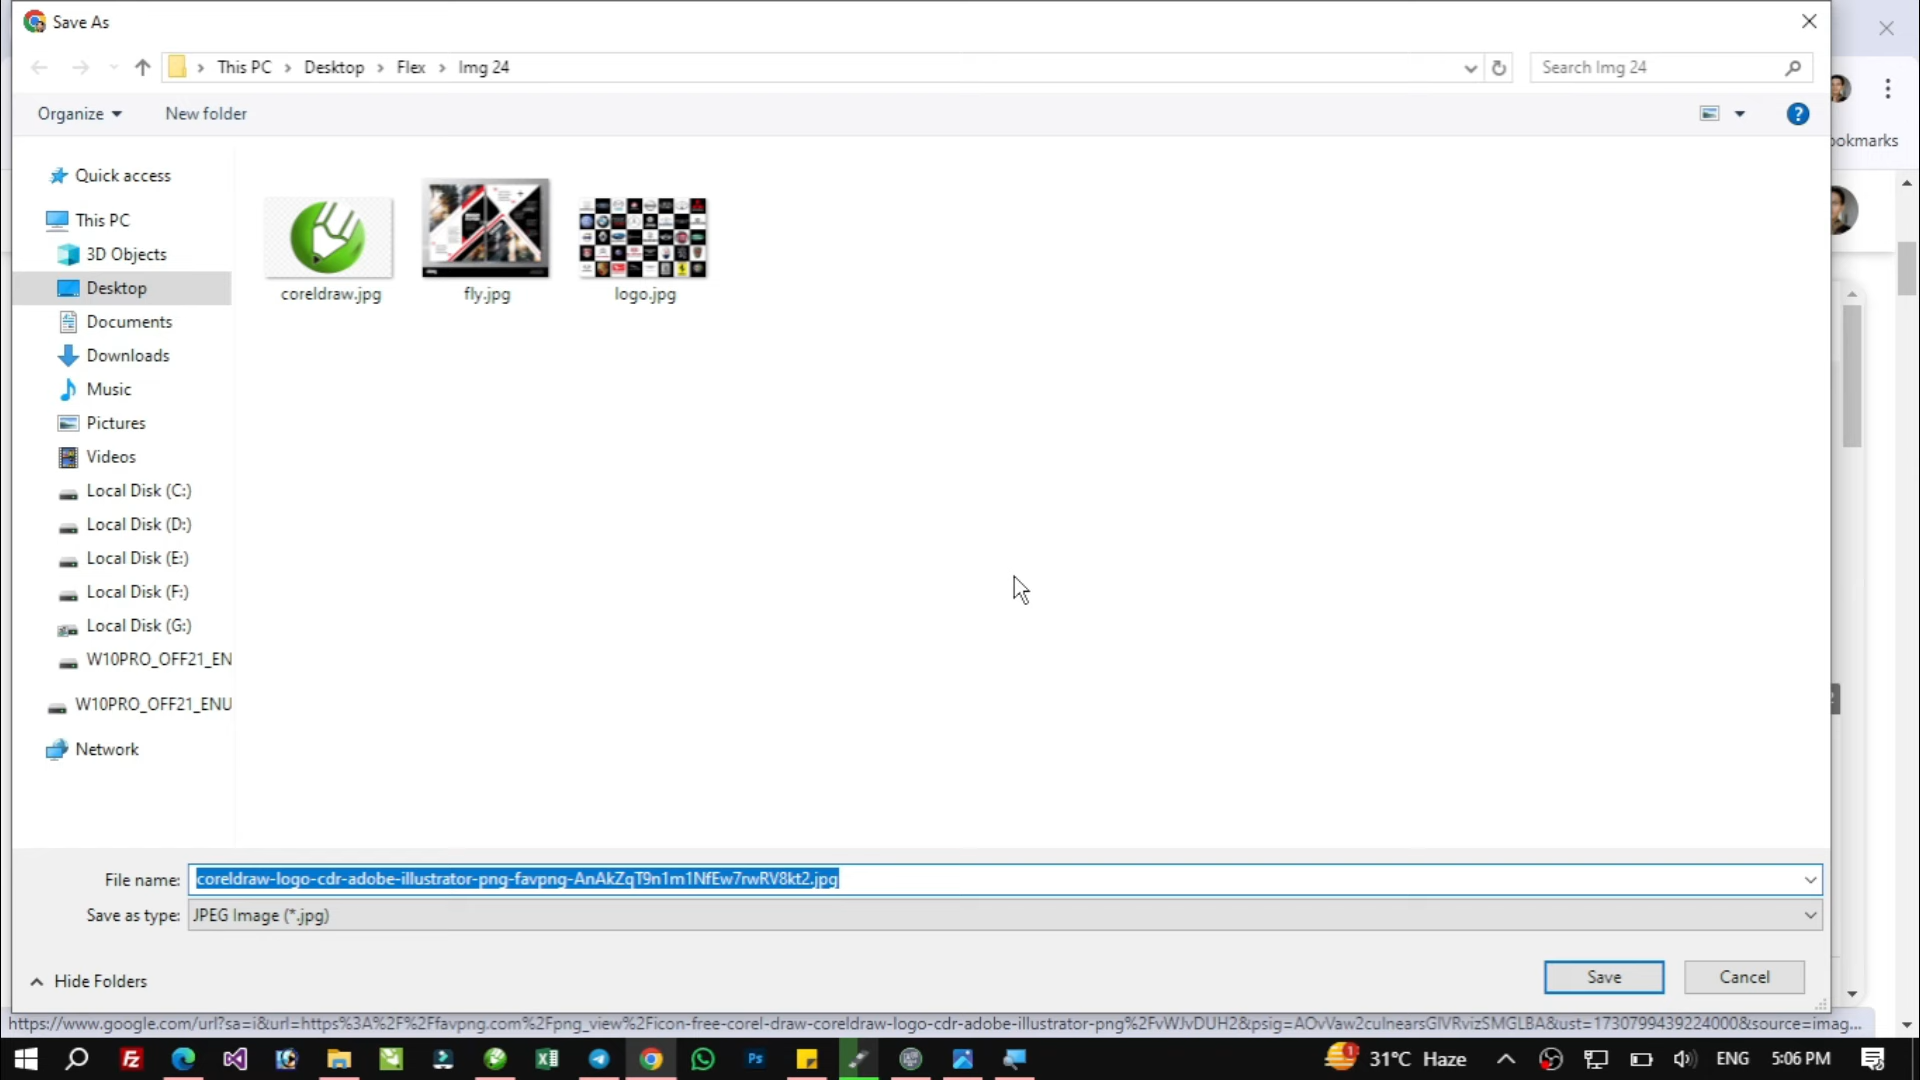 Save As
This PC > Desktop > Flex > Img 24
Search Img 24
Organize
New folder
ookmarks
Quick access
This PC
3D Objects
Desktop
Documents
Downloads
Music
Pictures
Videos
Local Disk (C:)
Local Disk (D:)
Local Disk (E:)
Local Disk (F:)
Local Disk (G:)
W10PRO_OFF21_EN
W10PRO_OFF21_ENU
Network
coreldraw.jpg
fly.jpg
logo.jpg
File name: coreldraw-logo-cdr-adobe-illustrator-png-favpng-AnAkZqT9n1m1NfEw7rwRV8kt2.jpg
Save as type: JPEG Image (*.jpg)
Hide Folders
Save
Cancel
https://www.google.com/url?sa=i&url=https%3A%2F%2Ffavpng.com%2Fpng_view%2Ficon-free-corel-draw-coreldraw-logo-cdr-adobe-illustrator-png%2FvWJvDUH2&psig=AOvVaw2culnearsGlVRvizSMGLBA&ust=1730799439224000&source=imag...
31°C Haze
ENG
5:06 PM